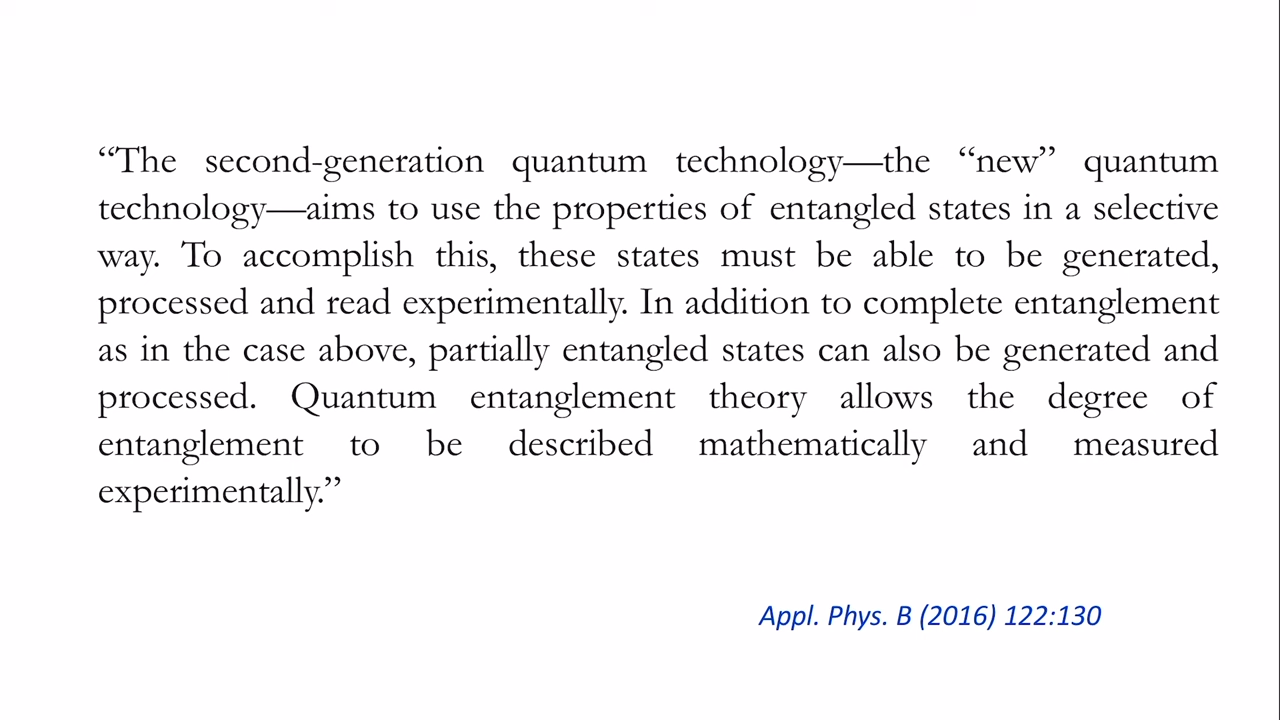 “The second-generation quantum technology—the “new” quantum
technology—aims to use the properties of entangled states in a selective
way. To accomplish this, these states must be able to be generated,
processed and read experimentally. In addition to complete entanglement
as in the case above, partially entangled states can also be generated and
processed. Quantum entanglement theory allows the degree of
entanglement to be described mathematically and measured
experimentally.”
Appl. Phys. B (2016) 122:130